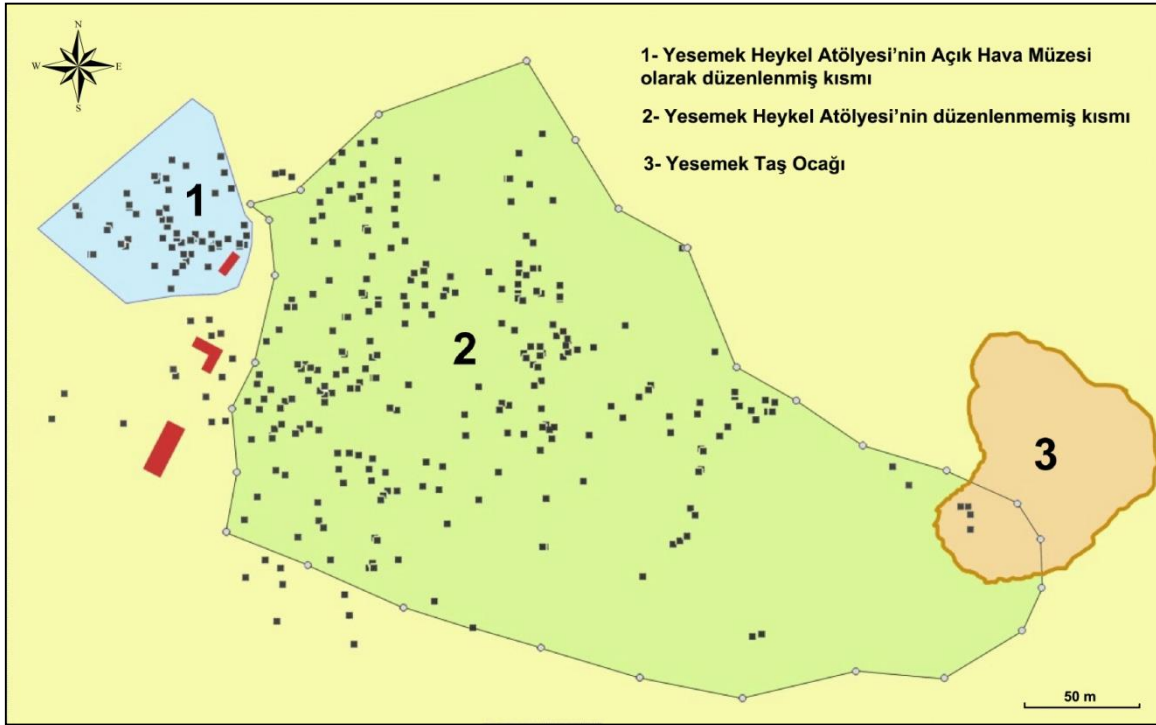 N
W E
S
1- Yesemek Heykel Atölyesi’nin Açık Hava Müzesi
olarak düzenlenmiş kısmı
2- Yesemek Heykel Atölyesi’nin düzenlenmemiş kısmı
3- Yesemek Taş Ocağı
1
2
3
50 m